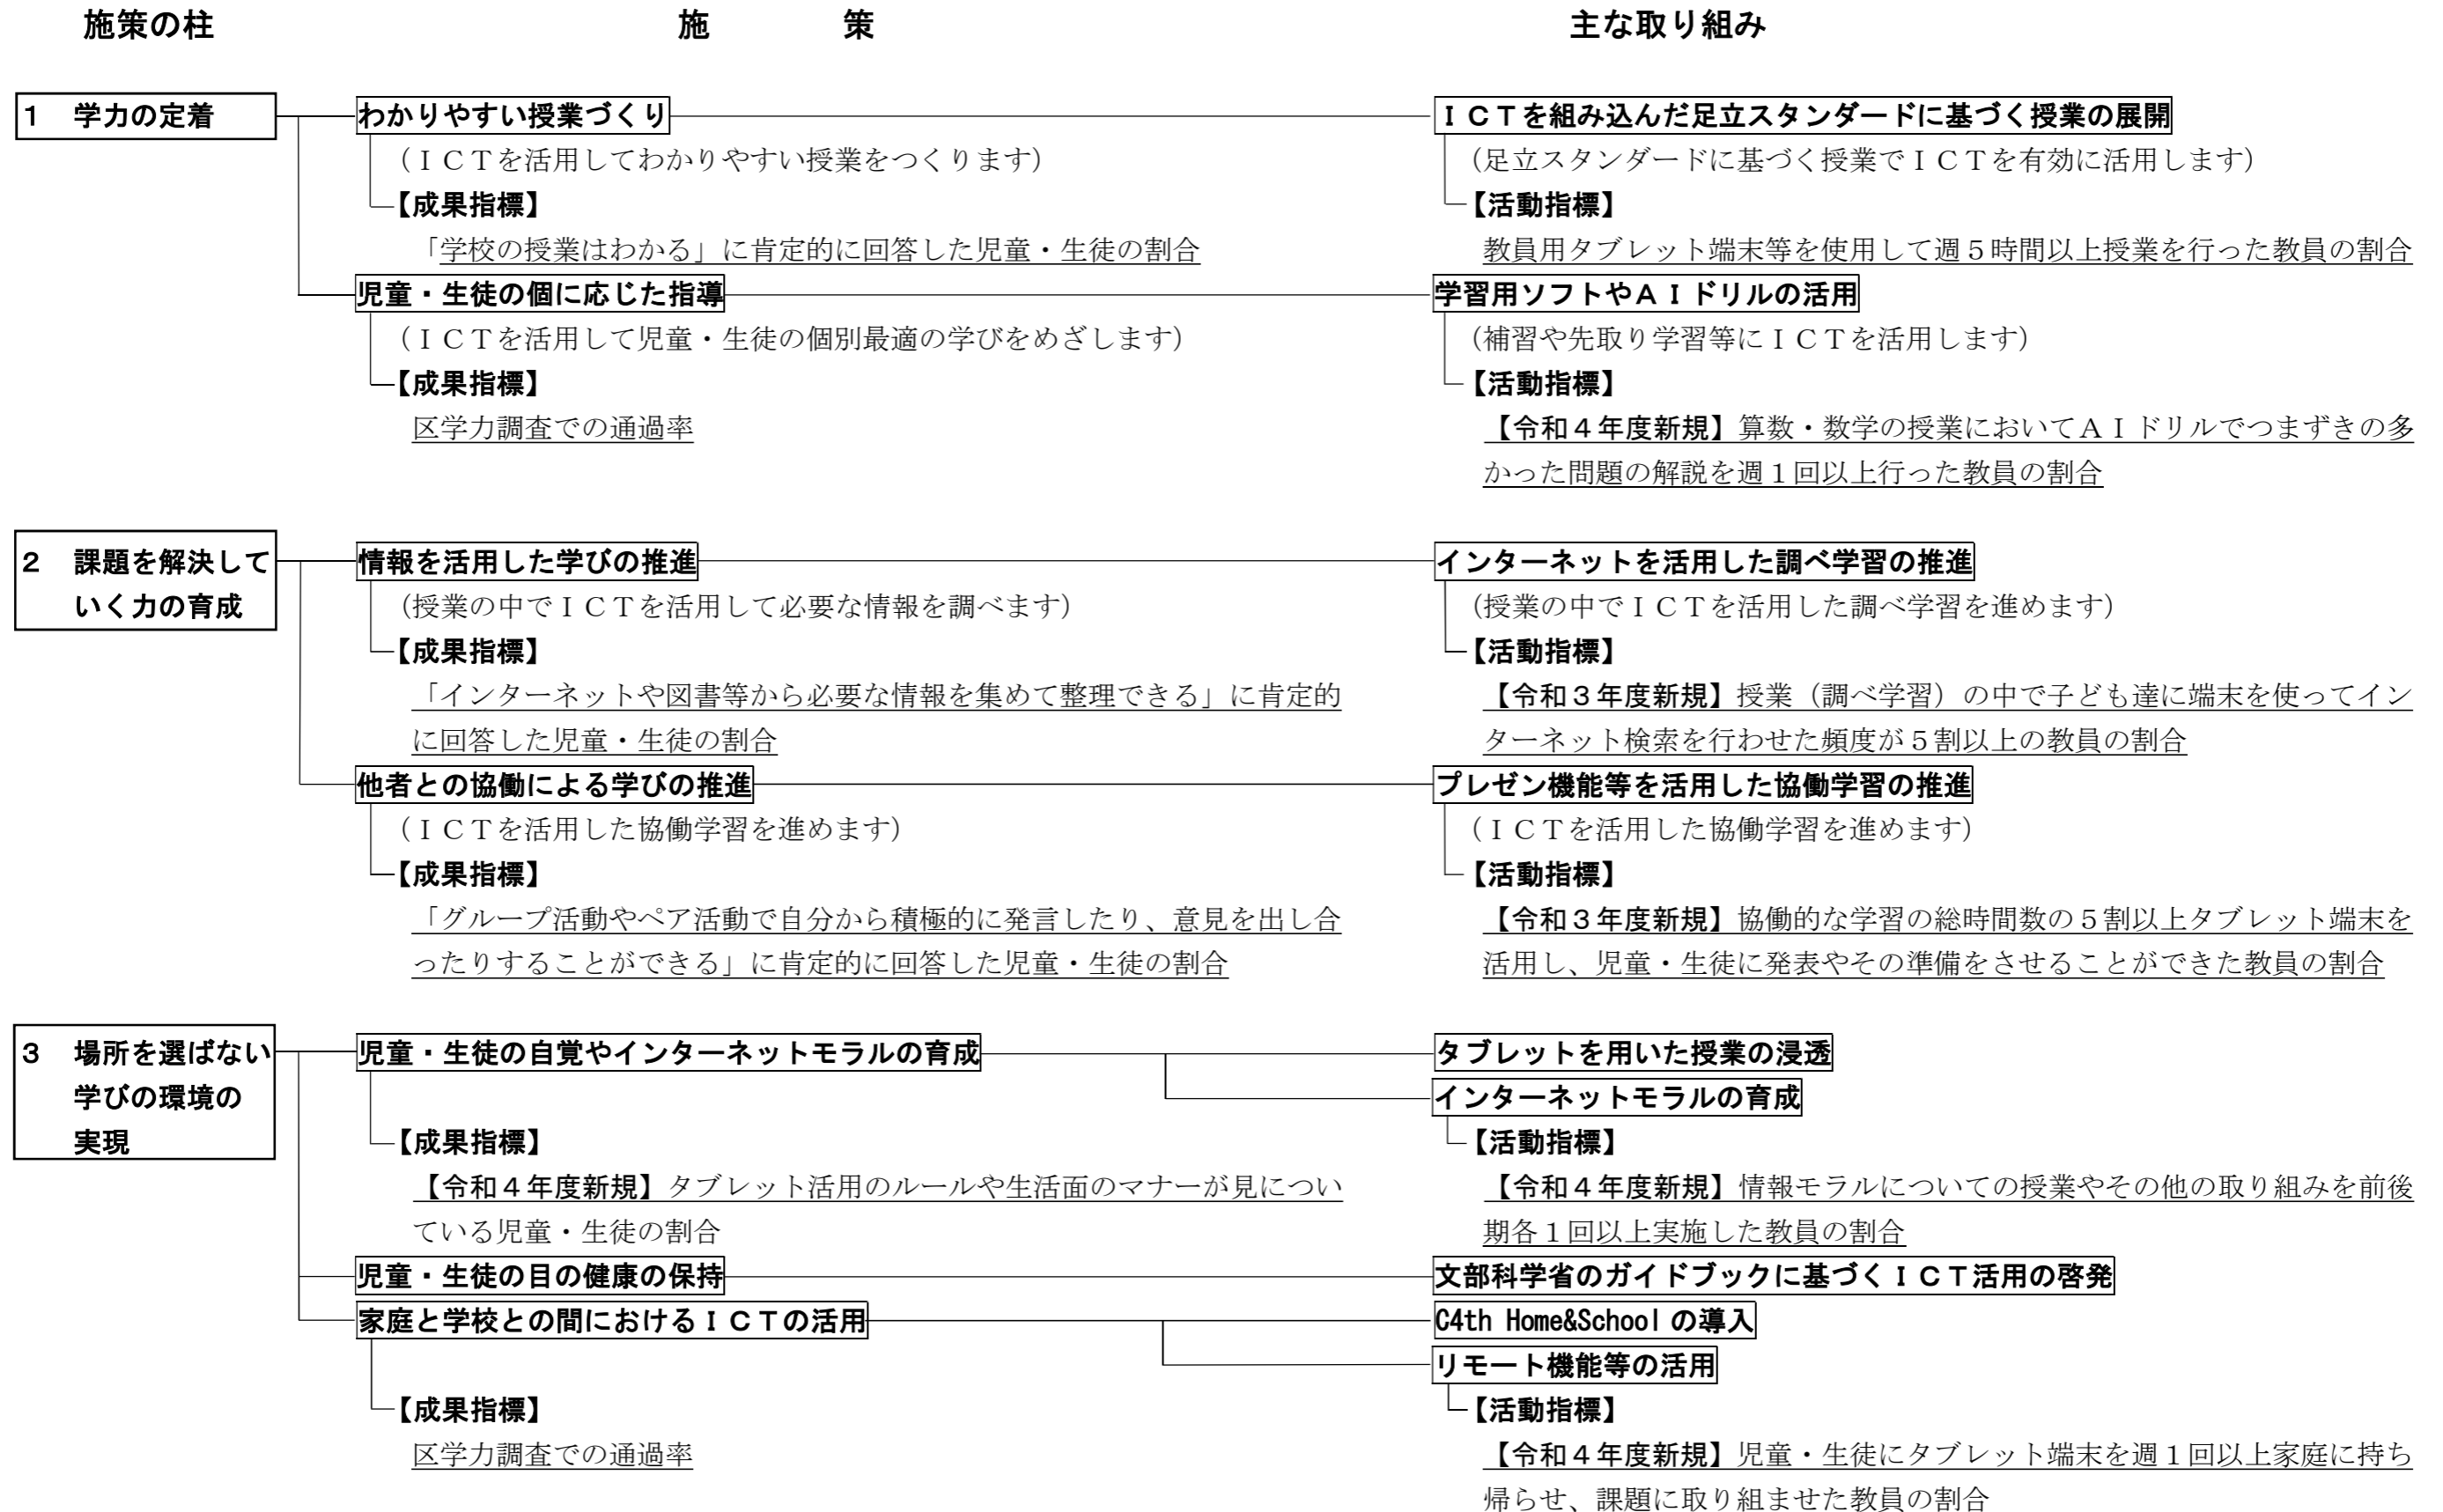 施策の柱
施　　　策
主な取り組み
１　学力の定着
わかりやすい授業づくり
（ＩＣＴを活用してわかりやすい授業をつくります）
【成果指標】
「学校の授業はわかる」に肯定的に回答した児童・生徒の割合
ＩＣＴを組み込んだ足立スタンダードに基づく授業の展開
（足立スタンダードに基づく授業でＩＣＴを有効に活用します）
【活動指標】
教員用タブレット端末等を使用して週５時間以上授業を行った教員の割合
児童・生徒の個に応じた指導
（ＩＣＴを活用して児童・生徒の個別最適の学びをめざします）
【成果指標】
区学力調査での通過率
学習用ソフトやＡＩドリルの活用
（補習や先取り学習等にＩＣＴを活用します）
【活動指標】
【令和４年度新規】算数・数学の授業においてＡＩドリルでつまずきの多
かった問題の解説を週１回以上行った教員の割合
２　課題を解決して
いく力の育成
情報を活用した学びの推進
（授業の中でＩＣＴを活用して必要な情報を調べます）
【成果指標】
「インターネットや図書等から必要な情報を集めて整理できる」に肯定的
に回答した児童・生徒の割合
インターネットを活用した調べ学習の推進
（授業の中でＩＣＴを活用した調べ学習を進めます）
【活動指標】
【令和３年度新規】授業（調べ学習）の中で子ども達に端末を使ってイン
ターネット検索を行わせた頻度が５割以上の教員の割合
他者との協働による学びの推進
（ＩＣＴを活用した協働学習を進めます）
【成果指標】
「グループ活動やペア活動で自分から積極的に発言したり、意見を出し合
ったりすることができる」に肯定的に回答した児童・生徒の割合
プレゼン機能等を活用した協働学習の推進
（ＩＣＴを活用した協働学習を進めます）
【活動指標】
【令和３年度新規】協働的な学習の総時間数の５割以上タブレット端末を
活用し、児童・生徒に発表やその準備をさせることができた教員の割合
３　場所を選ばない
学びの環境の
実現
児童・生徒の自覚やインターネットモラルの育成
【成果指標】
【令和４年度新規】タブレット活用のルールや生活面のマナーが見につい
ている児童・生徒の割合
タブレットを用いた授業の浸透
インターネットモラルの育成
【活動指標】
【令和４年度新規】情報モラルについての授業やその他の取り組みを前後
期各１回以上実施した教員の割合
児童・生徒の目の健康の保持
文部科学省のガイドブックに基づくＩＣＴ活用の啓発
家庭と学校との間におけるＩＣＴの活用
【成果指標】
区学力調査での通過率
C4th Home&School の導入
リモート機能等の活用
【活動指標】
【令和４年度新規】児童・生徒にタブレット端末を週１回以上家庭に持ち
帰らせ、課題に取り組ませた教員の割合